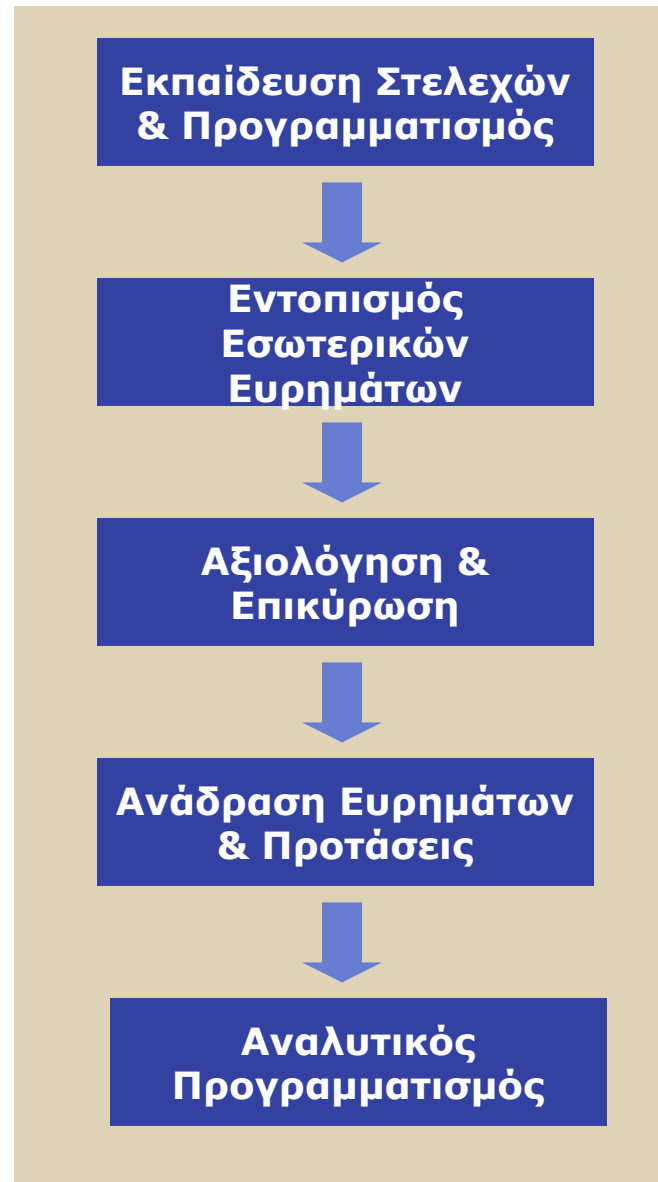 Εκπαίδευση Στελεχών
& Προγραμματισμός
Εντοπισμός
Εσωτερικών
Ευρημάτων
Αξιολόγηση &
Επικύρωση
Ανάδραση Ευρημάτων
& Προτάσεις
Αναλυτικός
Προγραμματισμός